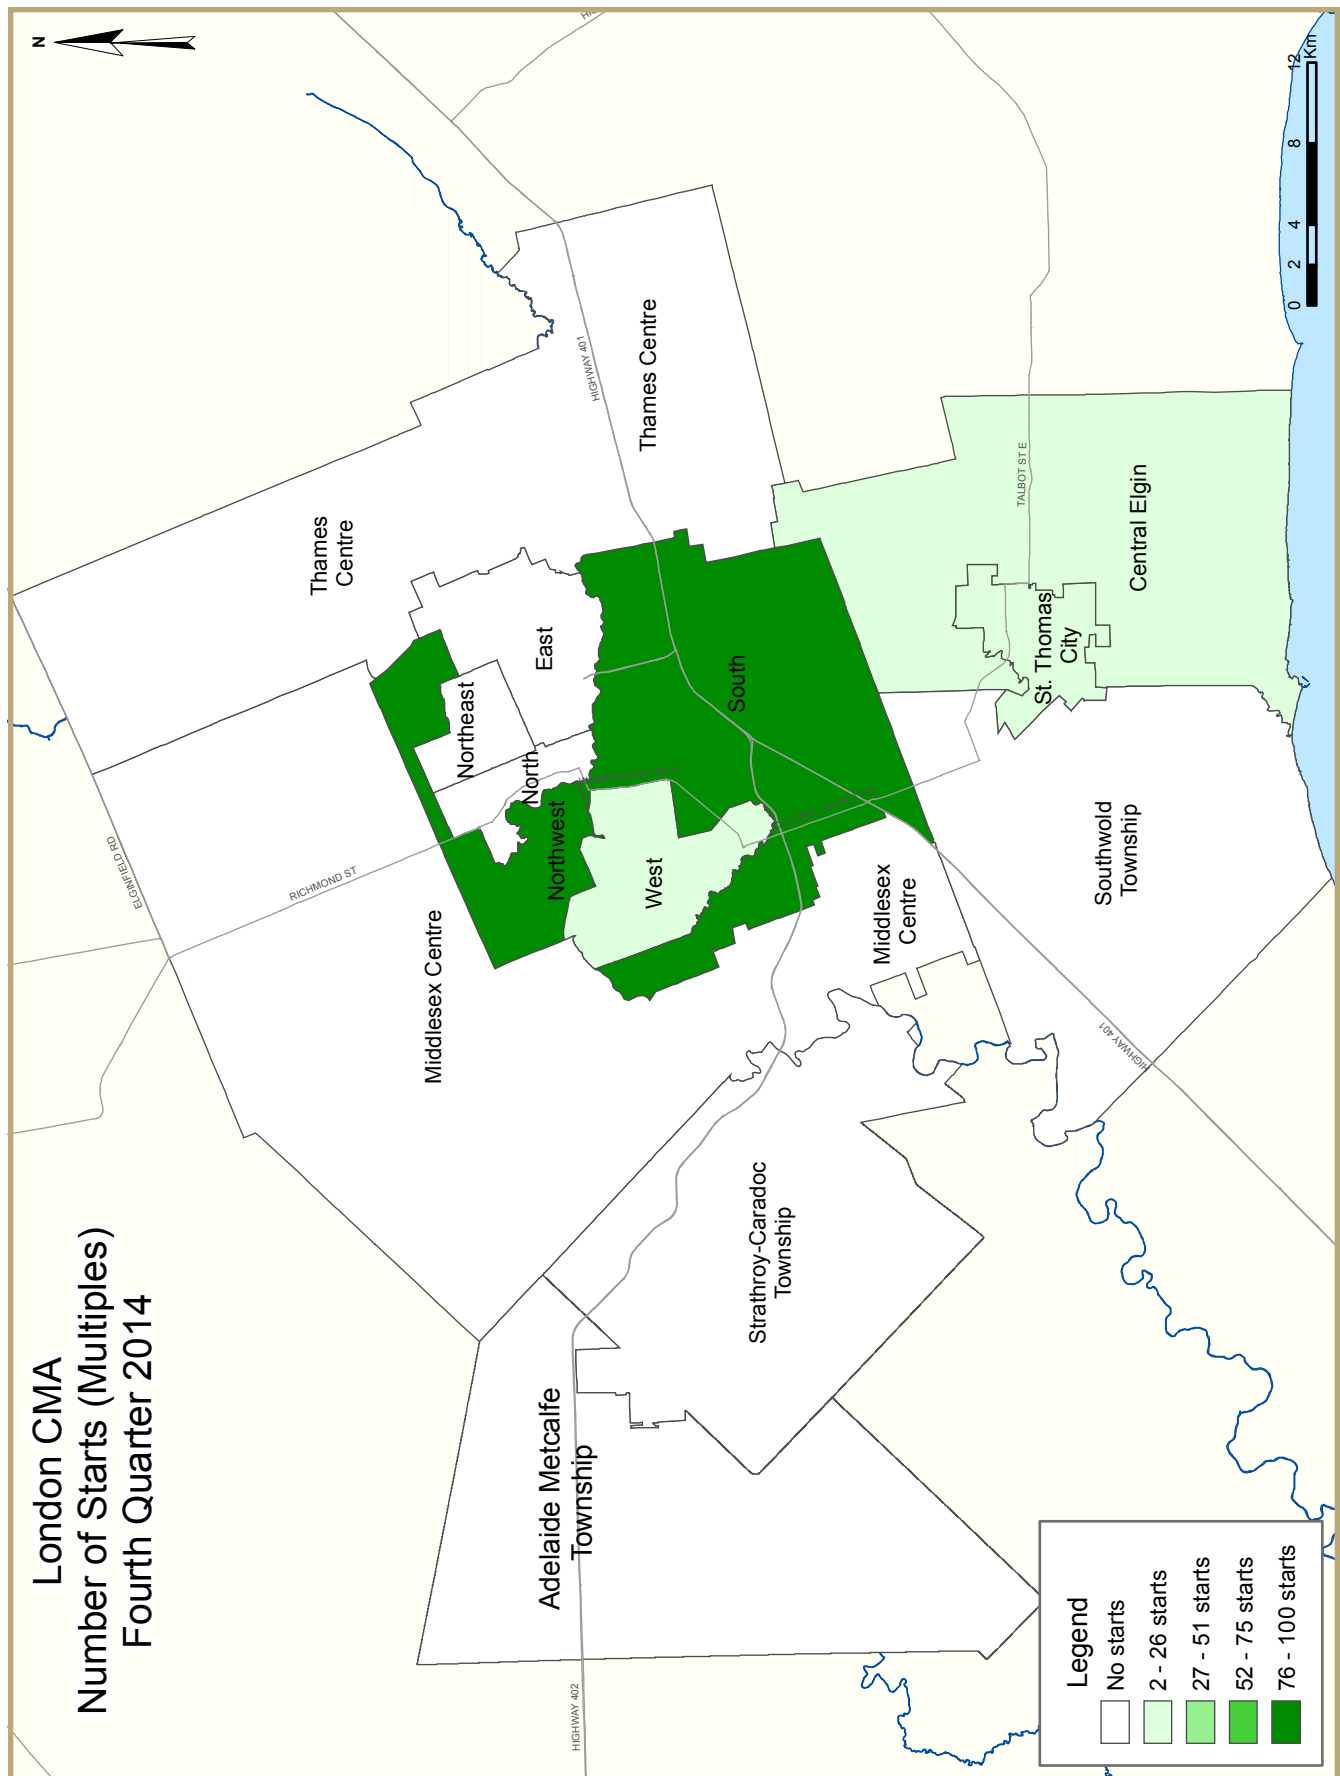 London CMA
Number of Starts (Multiples)
Fourth Quarter 2014
N
ELGINFIELD RD
RICHMOND ST
Thames
Centre
Middlesex Centre
Northeast
North
East
Northwest
West
South
HIGHWAY 401
Thames Centre
Adelaide Metcalfe
Township
HIGHWAY 402
Strathroy-Caradoc
Township
Middlesex
Centre
TALBOT ST E
St. Thomas
City
Central Elgin
Southwold
Township
HIGHWAY 401
Legend
No starts
2 - 26 starts
27 - 51 starts
52 - 75 starts
76 - 100 starts
0 2 4 8 12
Km